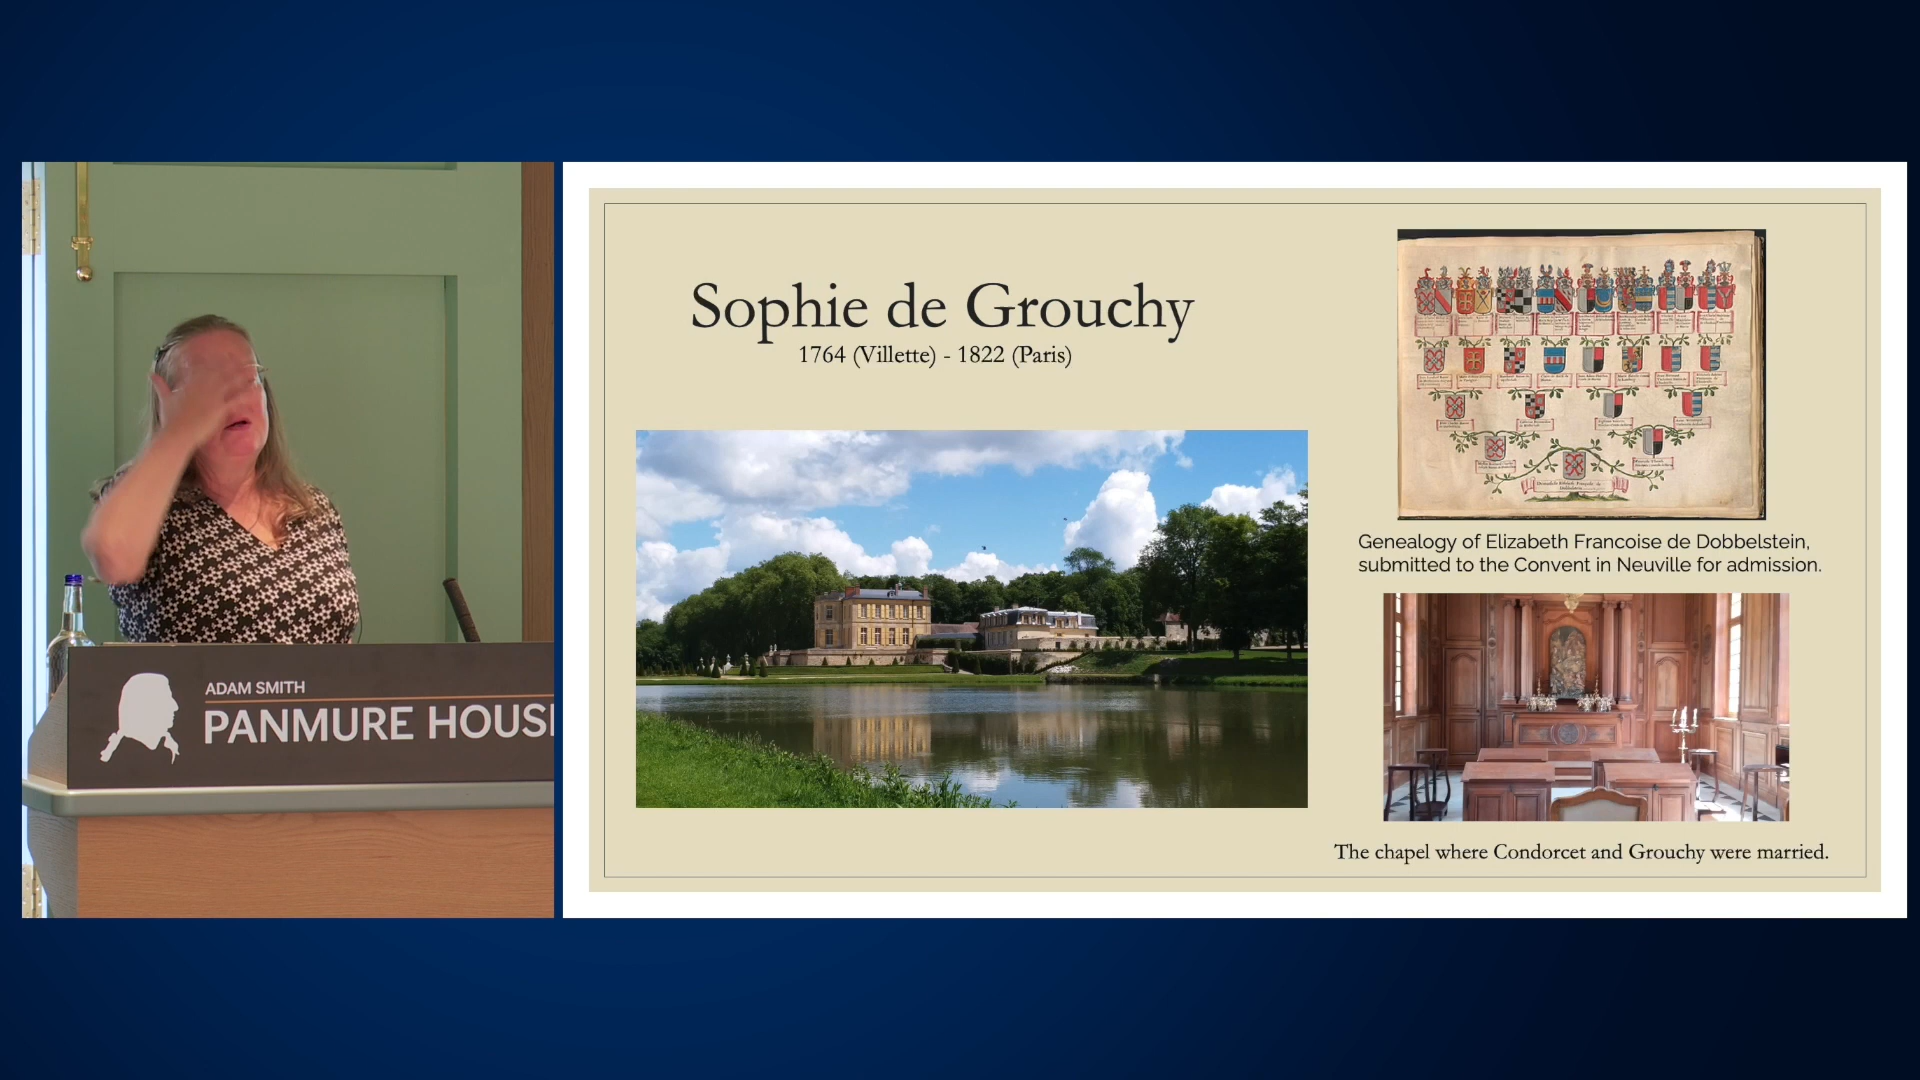 ADAM SMITH
PANMURE HOUS
Sophie de Grouchy
1764 (Villette) - 1822 (Paris)
Genealogy of Elizabeth Francoise de Dobbelstein,
submitted to the Convent in Neuville for admission.
The chapel where Condorcet and Grouchy were married.